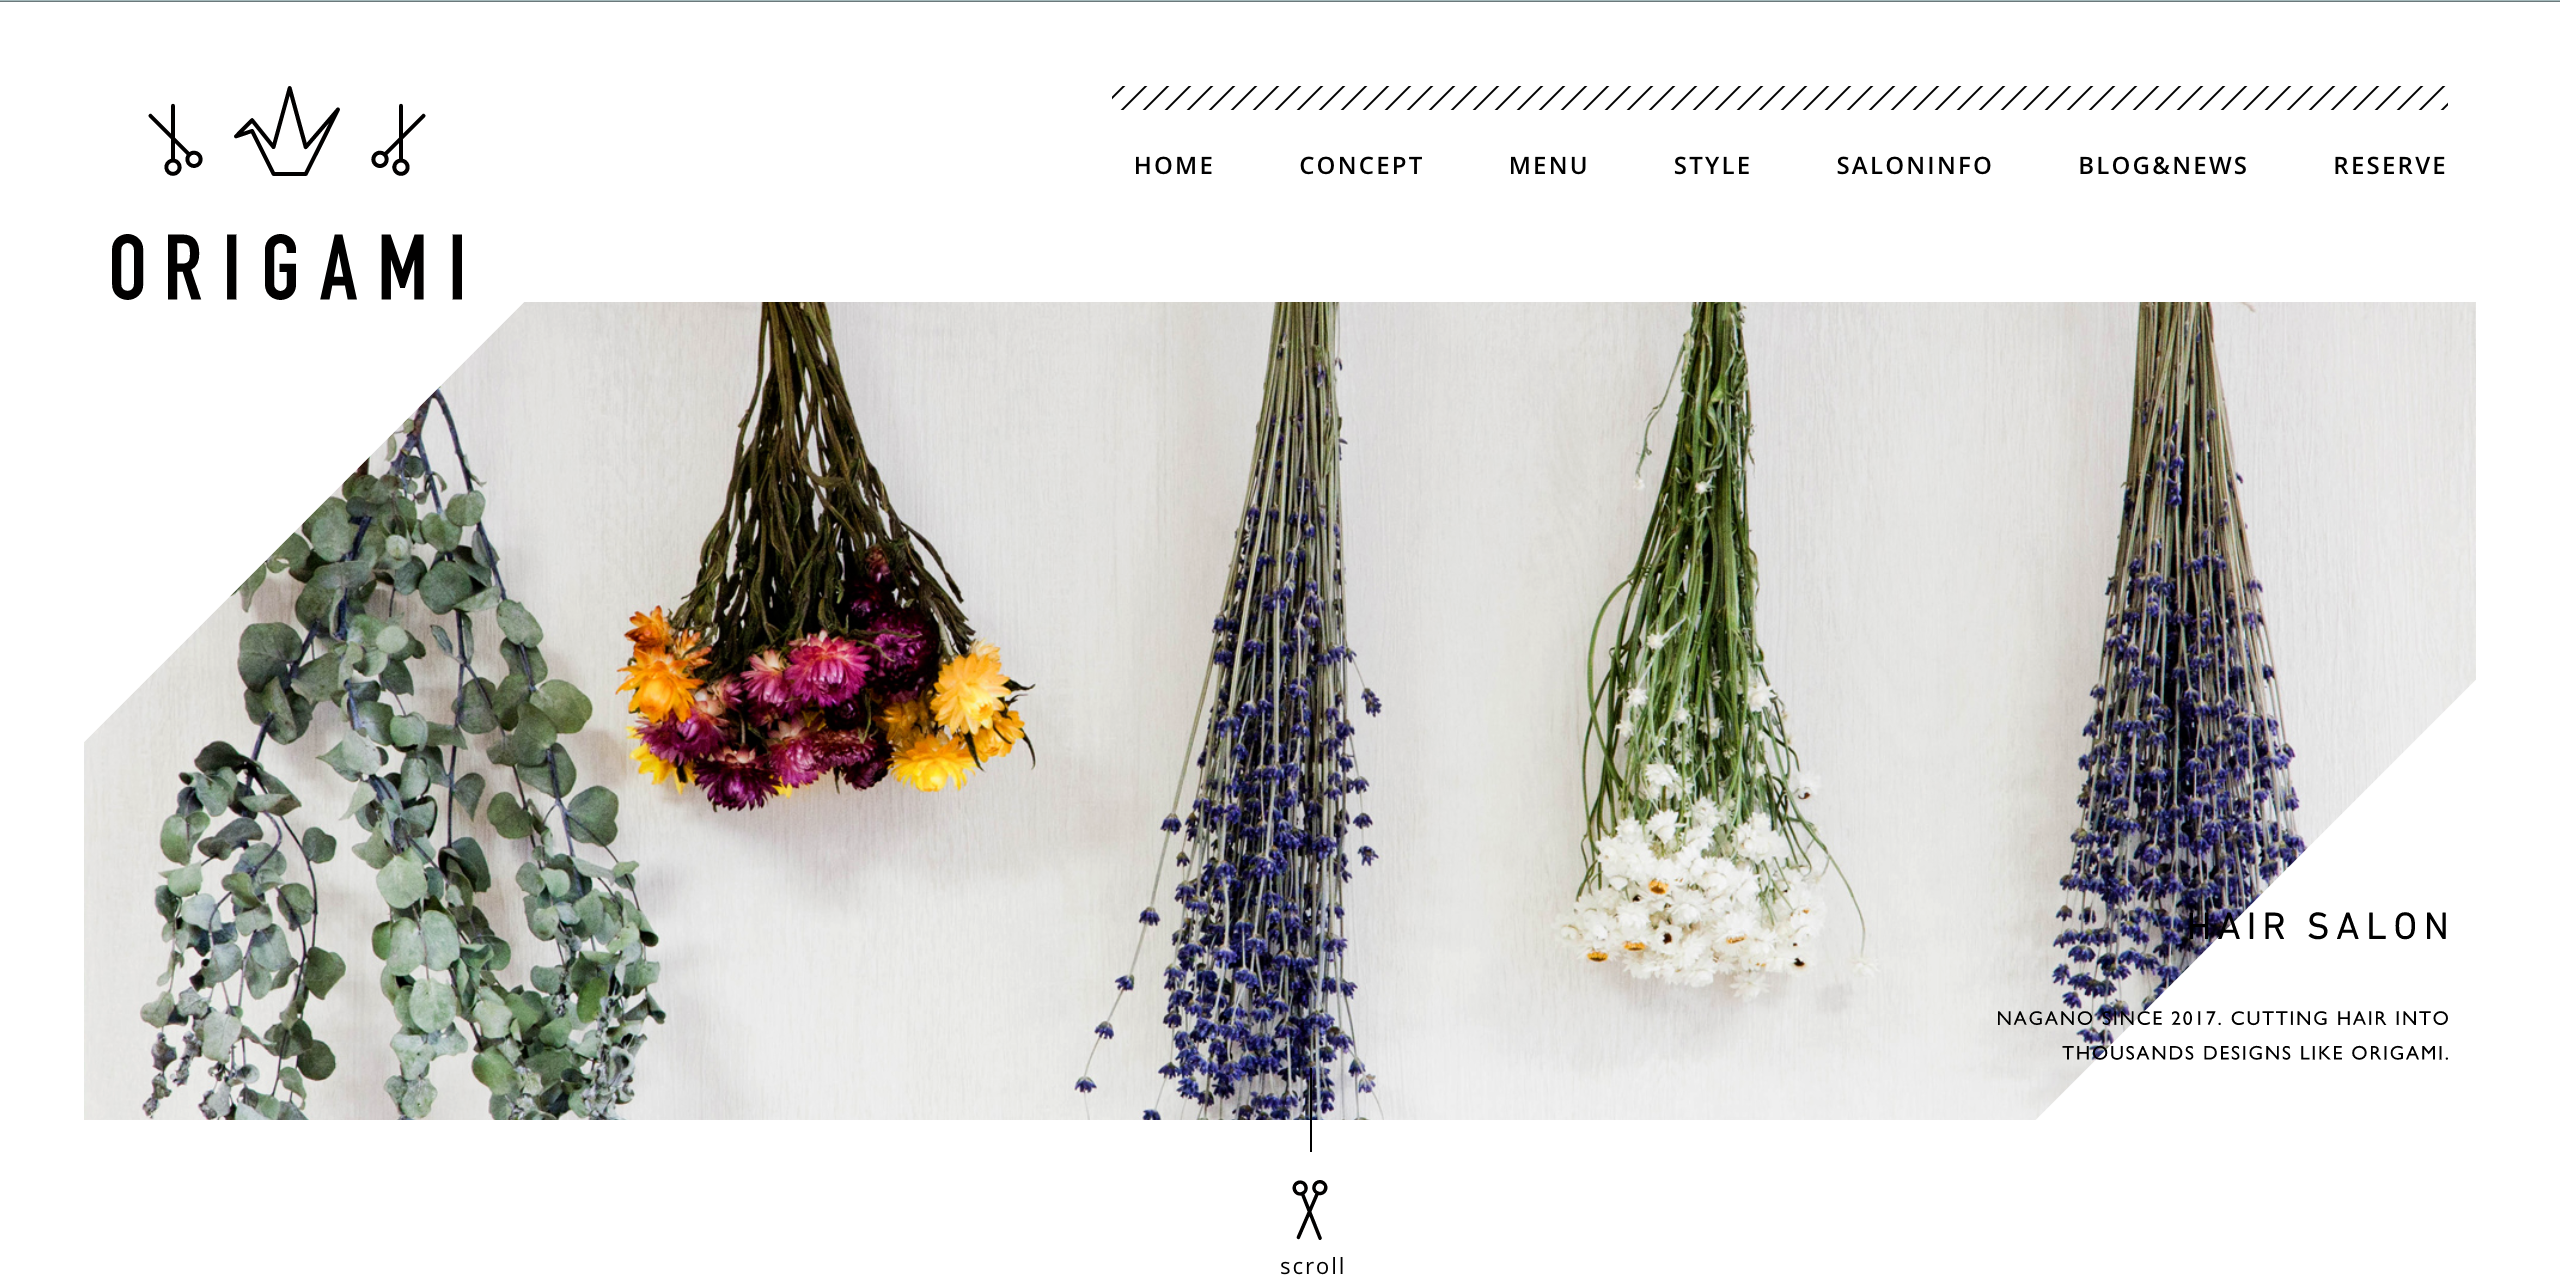 ORIGAMI
HOME CONCEPT MENU STYLE SALONINFO BLOG&NEWS RESERVE
HAIR SALON
NAGANO SINCE 2017. CUTTING HAIR INTO
THOUSANDS DESIGNS LIKE ORIGAMI.
scroll